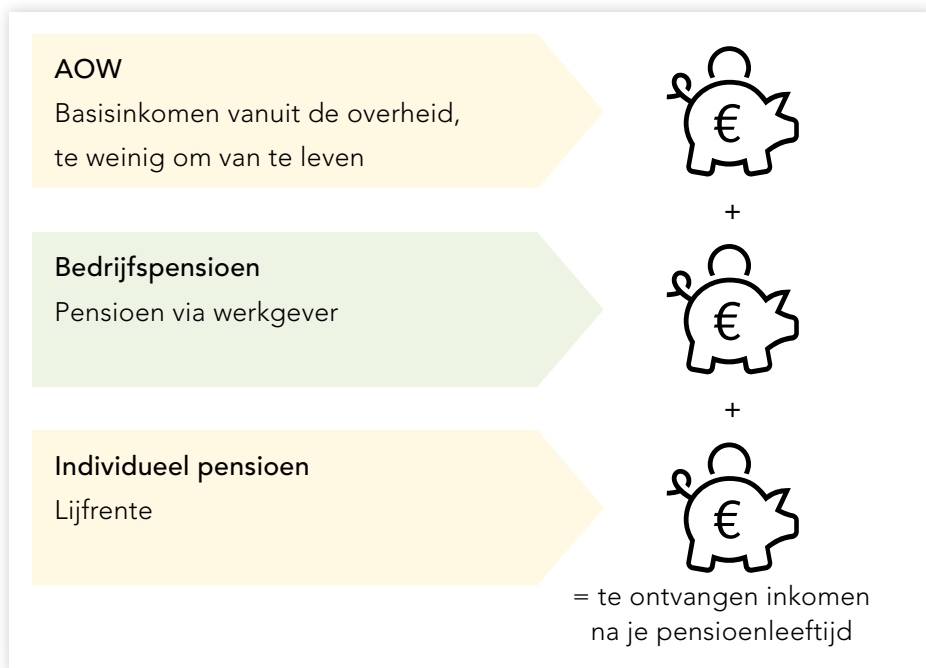 AOW
Basisinkomen vanuit de overheid,
te weinig om van te leven
€
+
Bedrijfspensioen
Pensioen via werkgever
€
+
Individueel pensioen
Lijfrente
€
= te ontvangen inkomen
na je pensioenleeftijd